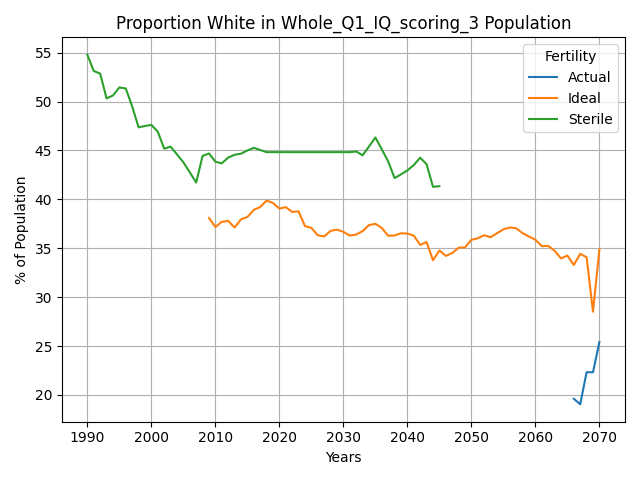 Proportion White in Whole_Q1_IQ_scoring_3 Population
% of Population
55
50
45
40
35
30
25
20
Fertility
Actual
Ideal
Sterile
1990 2000 2010 2020 2030 2040 2050 2060 2070
Years